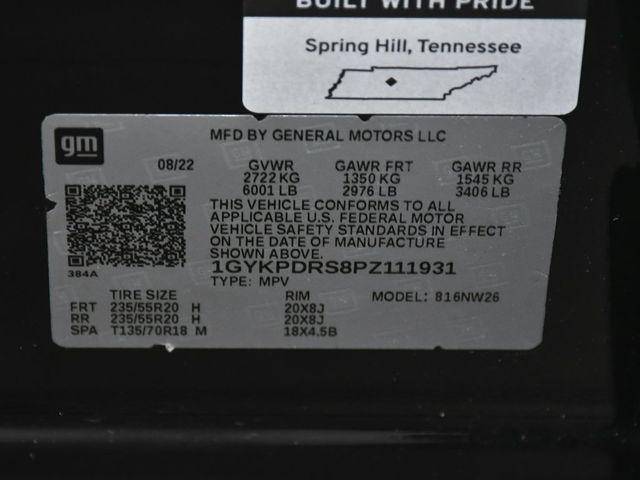 BUILT WITH PRIDE
Spring Hill, Tennessee
gm
MFD BY GENERAL MOTORS LLC
08/22 GVWR GAWR FRT GAWR RR
2722 KG 1350 KG 1545 KG
6001 LB 2976 LB 3406 LB
THIS VEHICLE CONFORMS TO ALL
APPLICABLE U.S. FEDERAL MOTOR
VEHICLE SAFETY STANDARDS IN EFFECT
ON THE DATE OF MANUFACTURE
SHOWN ABOVE.
384A
1GYKPDRS8PZ111931
TYPE: MPV MODEL: 816NW26
TIRE SIZE RIM
FRT 235/55R20 H 20X8J
RR 235/55R20 H 20X8J
SPA T135/70R18 M 18X4.5B